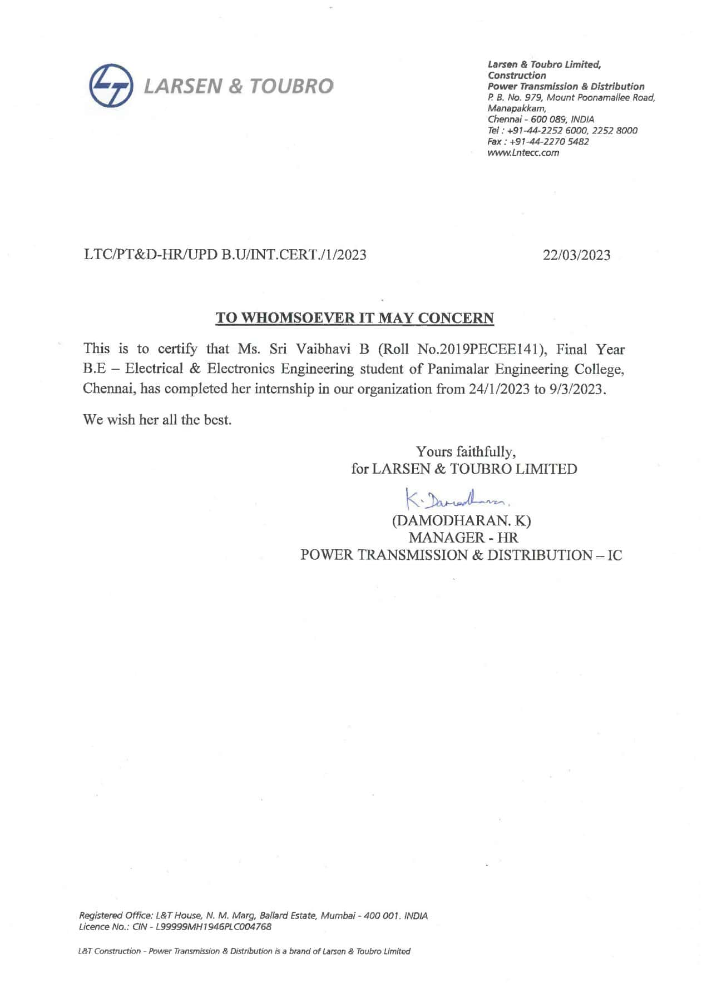 LARSEN & TOUBRO
Larsen & Toubro Limited,
Construction
Power Transmission & Distribution
P. B. No. 979, Mount Poonamallee Road,
Manapakkam,
Chennai - 600 089, INDIA
Tel : +91-44-2252 6000, 2252 8000
Fax : +91-44-2270 5482
www.Lntecc.com
LTC/PT&D-HR/UPD B.U/INT.CERT./1/2023 22/03/2023
TO WHOMSOEVER IT MAY CONCERN
This is to certify that Ms. Sri Vaibhavi B (Roll No.2019PECEE141), Final Year
B.E – Electrical & Electronics Engineering student of Panimalar Engineering College,
Chennai, has completed her internship in our organization from 24/1/2023 to 9/3/2023.
We wish her all the best.
Yours faithfully,
for LARSEN & TOUBRO LIMITED
K. Damodharan.
(DAMODHARAN. K)
MANAGER - HR
POWER TRANSMISSION & DISTRIBUTION – IC
Registered Office: L&T House, N. M. Marg, Ballard Estate, Mumbai - 400 001. INDIA
Licence No.: CIN - L99999MH1946PLC004768
L&T Construction - Power Transmission & Distribution is a brand of Larsen & Toubro Limited